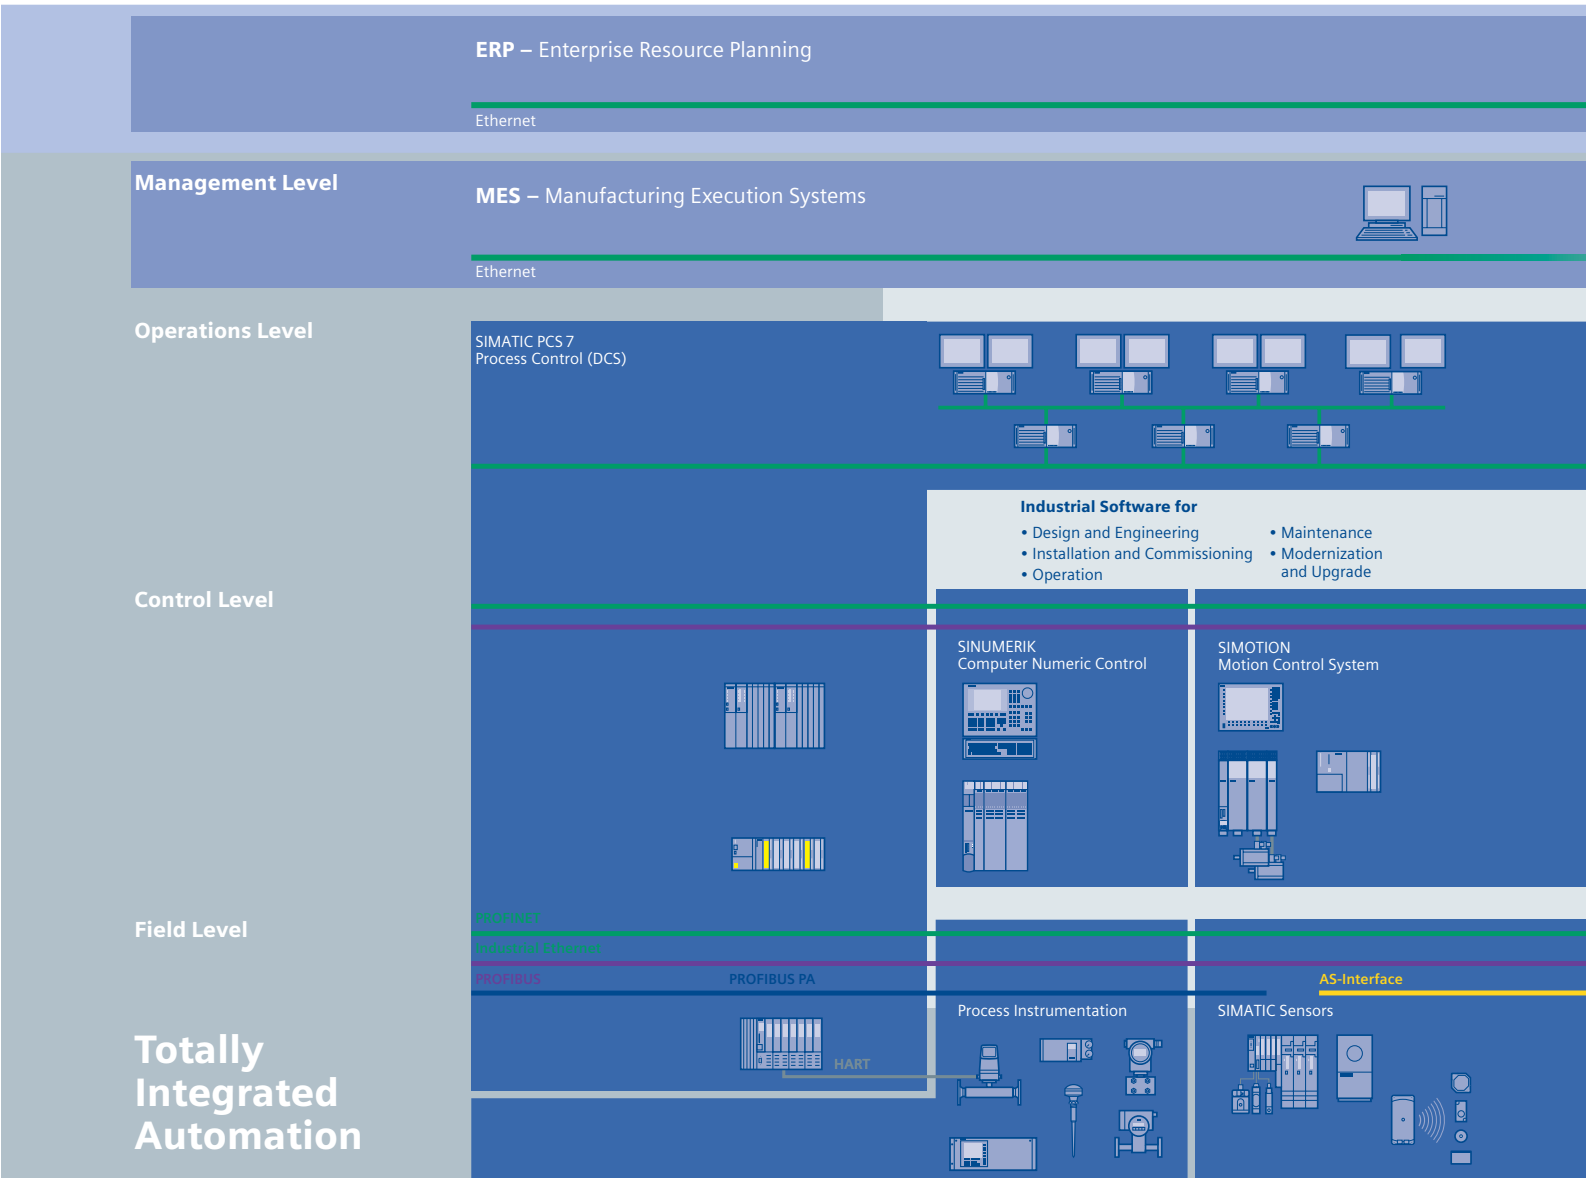 ERP – Enterprise Resource Planning
Ethernet
Management Level
MES – Manufacturing Execution Systems
Ethernet
Operations Level
SIMATIC PCS 7
Process Control (DCS)
Industrial Software for
• Design and Engineering
• Installation and Commissioning
• Operation
• Maintenance
• Modernization
and Upgrade
Control Level
SINUMERIK
Computer Numeric Control
SIMOTION
Motion Control System
Field Level
PROFINET
Industrial Ethernet
PROFIBUS
PROFIBUS PA
AS-Interface
Process Instrumentation
SIMATIC Sensors
HART
Totally
Integrated
Automation